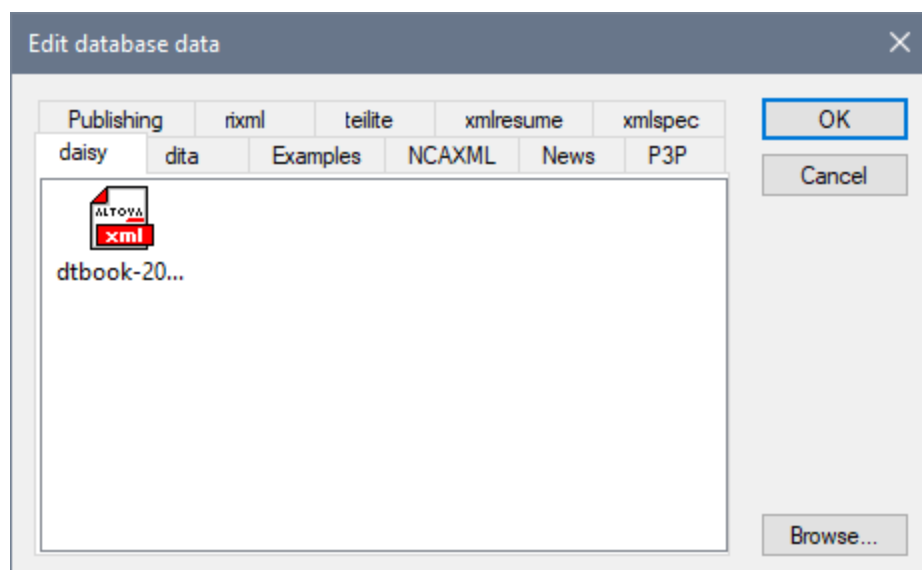 Edit database data
Publishing rixml teilite xmlresume xmlspec
OK
daisy dita Examples NCAXML News P3P
Cancel
ALTOVA
xml
dtbook-20...
Browse...